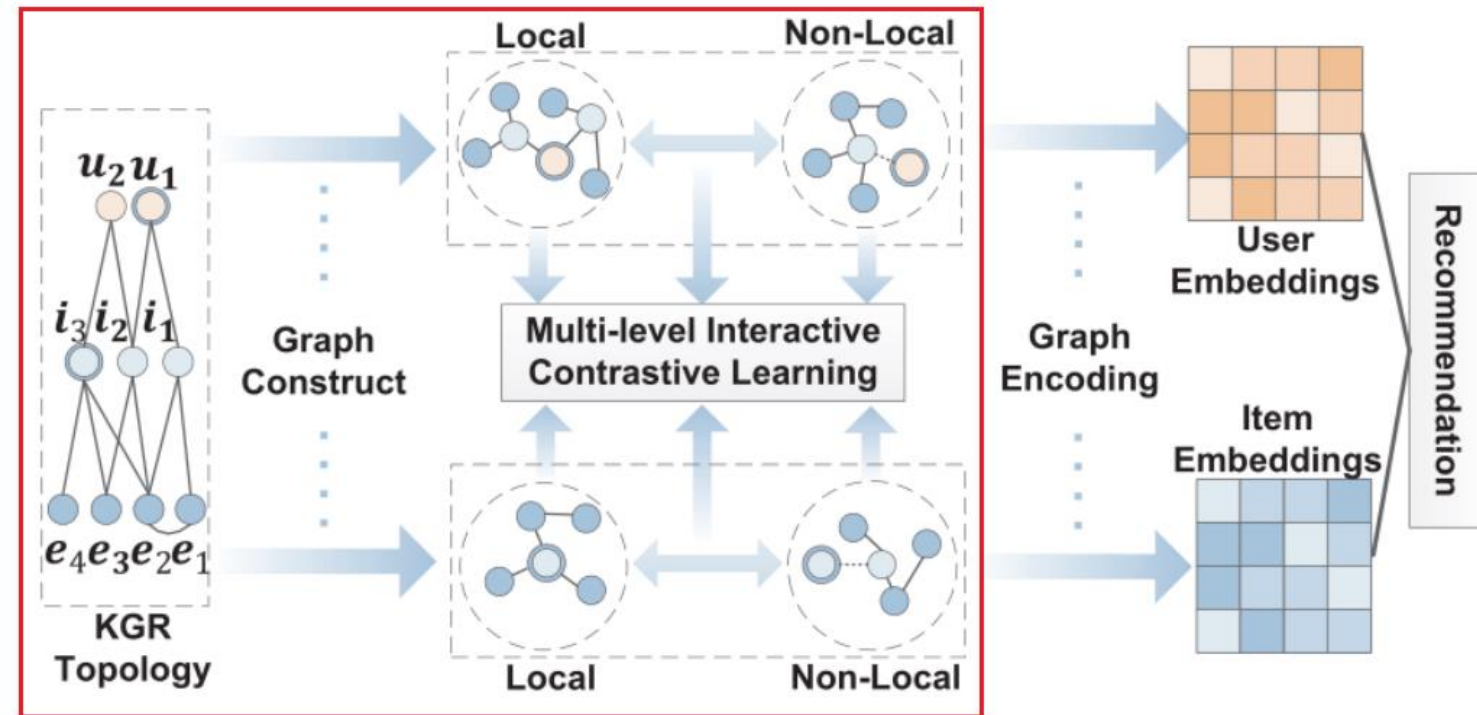 Local
Non-Local
u₂ u₁
i₃ i₂ i₁
e₄ e₃ e₂ e₁
KGR
Topology
Graph
Construct
Multi-level Interactive
Contrastive Learning
Local
Non-Local
Graph
Encoding
User
Embeddings
Item
Embeddings
Recommendation